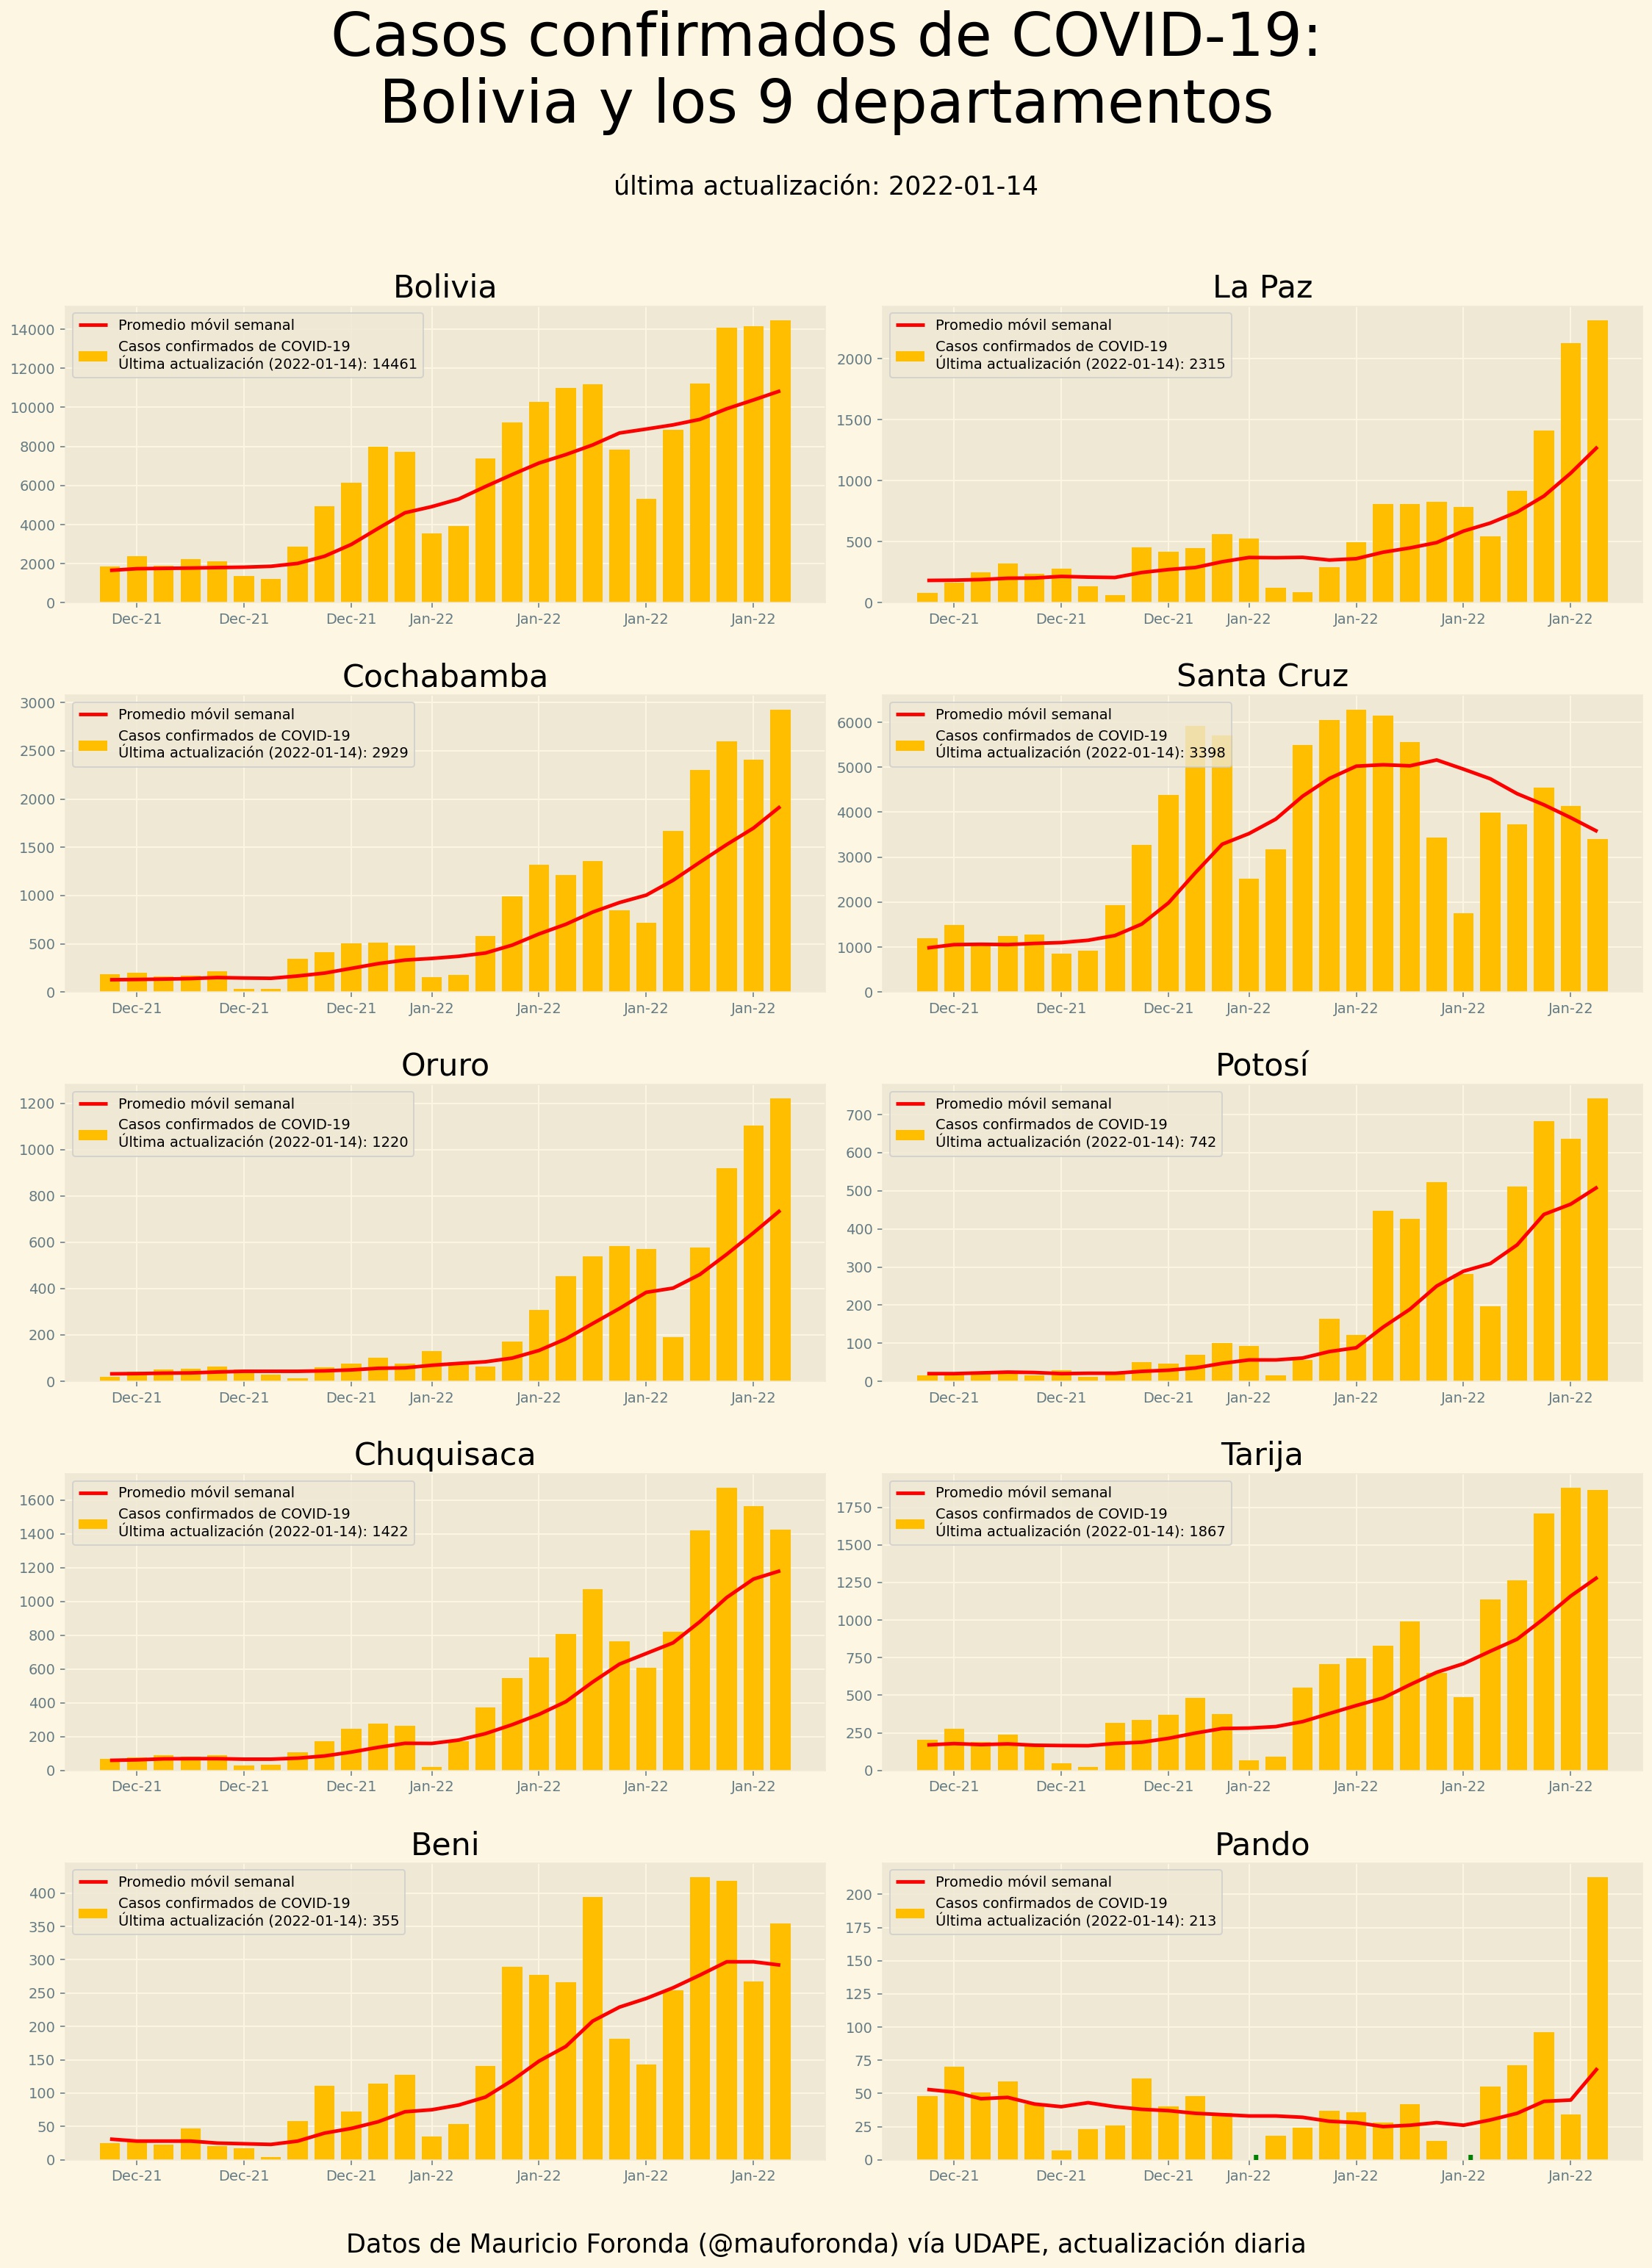 Casos confirmados de COVID-19:
Bolivia y los 9 departamentos
última actualización: 2022-01-14
Bolivia
Promedio móvil semanal
Casos confirmados de COVID-19
Última actualización (2022-01-14): 14461
14000
12000
10000
8000
6000
4000
2000
0
Dec-21 Dec-21 Dec-21 Jan-22 Jan-22 Jan-22 Jan-22
La Paz
Promedio móvil semanal
Casos confirmados de COVID-19
Última actualización (2022-01-14): 2315
2000
1500
1000
500
0
Dec-21 Dec-21 Dec-21 Jan-22 Jan-22 Jan-22 Jan-22
Cochabamba
Promedio móvil semanal
Casos confirmados de COVID-19
Última actualización (2022-01-14): 2929
3000
2500
2000
1500
1000
500
0
Dec-21 Dec-21 Dec-21 Jan-22 Jan-22 Jan-22 Jan-22
Santa Cruz
Promedio móvil semanal
Casos confirmados de COVID-19
Última actualización (2022-01-14): 3398
6000
5000
4000
3000
2000
1000
0
Dec-21 Dec-21 Dec-21 Jan-22 Jan-22 Jan-22 Jan-22
Oruro
Promedio móvil semanal
Casos confirmados de COVID-19
Última actualización (2022-01-14): 1220
1200
1000
800
600
400
200
0
Dec-21 Dec-21 Dec-21 Jan-22 Jan-22 Jan-22 Jan-22
Potosí
Promedio móvil semanal
Casos confirmados de COVID-19
Última actualización (2022-01-14): 742
700
600
500
400
300
200
100
0
Dec-21 Dec-21 Dec-21 Jan-22 Jan-22 Jan-22 Jan-22
Chuquisaca
Promedio móvil semanal
Casos confirmados de COVID-19
Última actualización (2022-01-14): 1422
1600
1400
1200
1000
800
600
400
200
0
Dec-21 Dec-21 Dec-21 Jan-22 Jan-22 Jan-22 Jan-22
Tarija
Promedio móvil semanal
Casos confirmados de COVID-19
Última actualización (2022-01-14): 1867
1750
1500
1250
1000
750
500
250
0
Dec-21 Dec-21 Dec-21 Jan-22 Jan-22 Jan-22 Jan-22
Beni
Promedio móvil semanal
Casos confirmados de COVID-19
Última actualización (2022-01-14): 355
400
350
300
250
200
150
100
50
0
Dec-21 Dec-21 Dec-21 Jan-22 Jan-22 Jan-22 Jan-22
Pando
Promedio móvil semanal
Casos confirmados de COVID-19
Última actualización (2022-01-14): 213
200
175
150
125
100
75
50
25
0
Dec-21 Dec-21 Dec-21 Jan-22 Jan-22 Jan-22 Jan-22
Datos de Mauricio Foronda (@mauforonda) vía UDAPE, actualización diaria